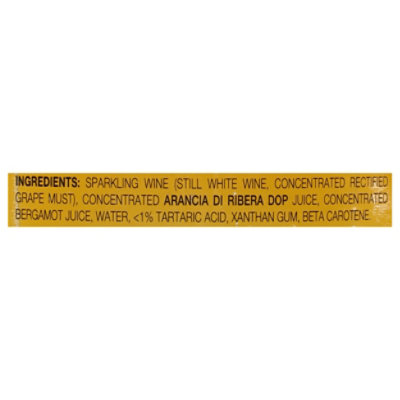 INGREDIENTS: SPARKLING WINE (STILL WHITE WINE, CONCENTRATED RECTIFIED
GRAPE MUST), CONCENTRATED ARANCIA DI RIBERA DOP JUICE, CONCENTRATED
BERGAMOT JUICE, WATER, <1% TARTARIC ACID, XANTHAN GUM, BETA CAROTENE